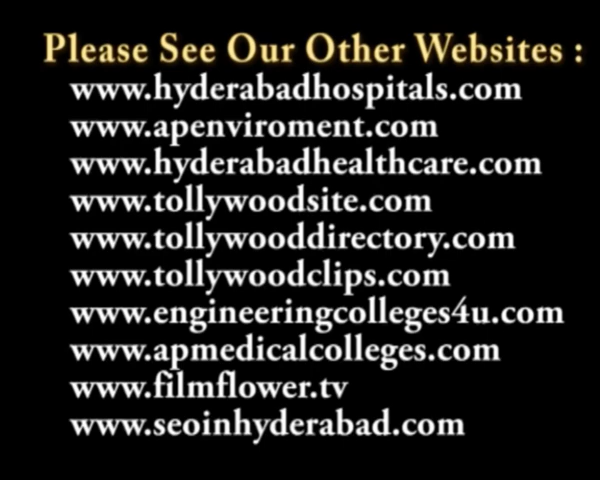 Please See Our Other Websites :
www.hyderabadhospitals.com
www.apenviroment.com
www.hyderabadhealthcare.com
www.tollywoodsite.com
www.tollywooddirectory.com
www.tollywoodclips.com
www.engineeringcolleges4u.com
www.apmedicalcolleges.com
www.filmflower.tv
www.seoinhyderabad.com